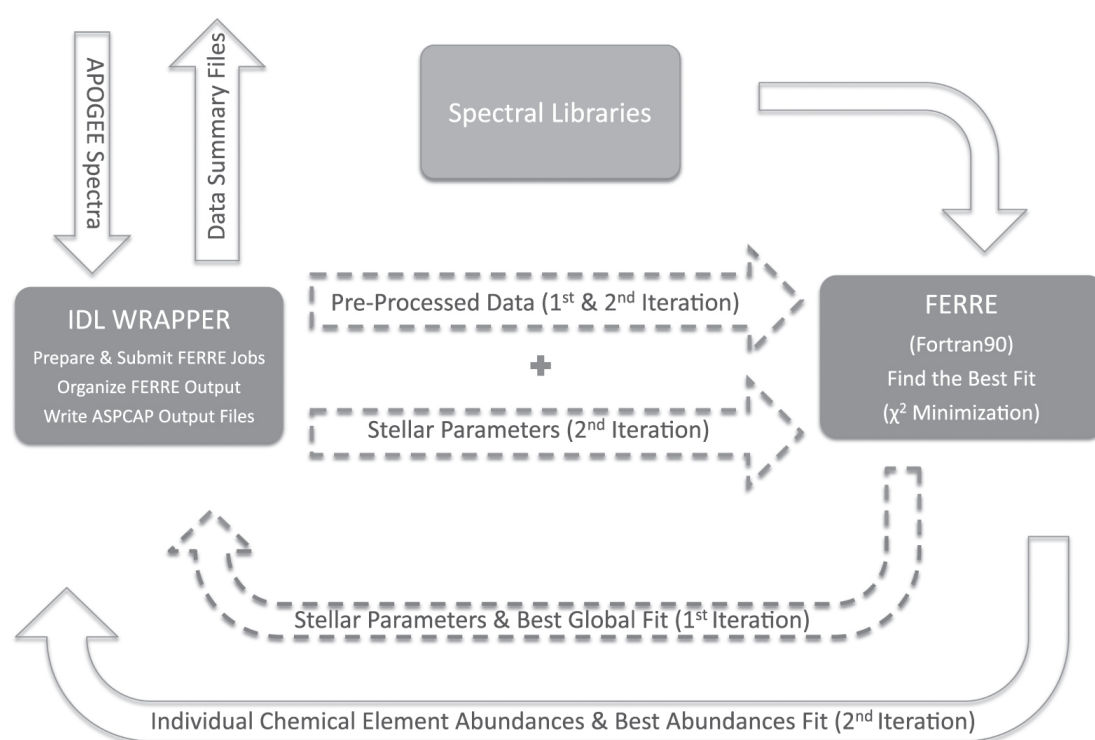 APOGEE Spectra
Data Summary Files
Spectral Libraries
IDL WRAPPER
Prepare & Submit FERRE Jobs
Organize FERRE Output
Write ASPCAP Output Files
Pre-Processed Data (1st & 2nd Iteration)
+
Stellar Parameters (2nd Iteration)
FERRE
(Fortran90)
Find the Best Fit
(χ² Minimization)
Stellar Parameters & Best Global Fit (1st Iteration)
Individual Chemical Element Abundances & Best Abundances Fit (2nd Iteration)